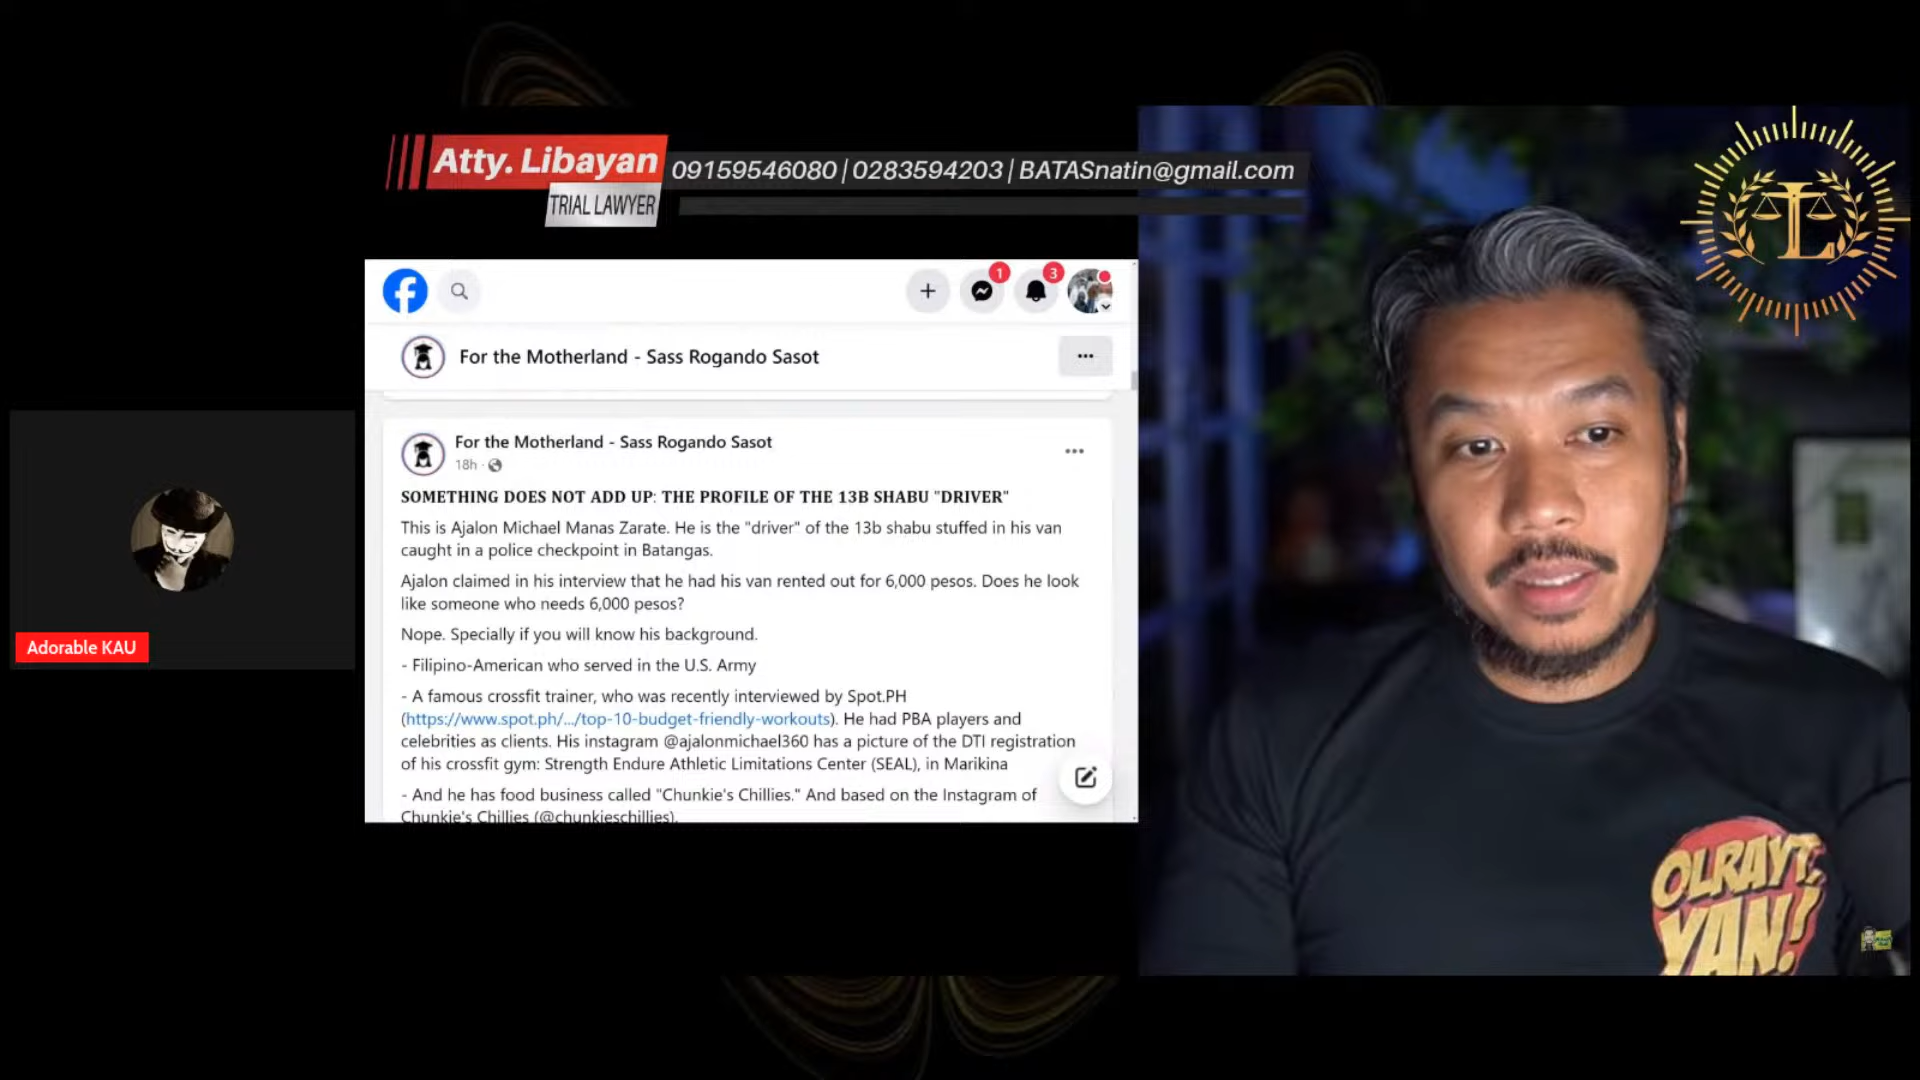 Atty. Libayan
TRIAL LAWYER
09159546080 | 0283594203 | BATASnatin@gmail.com
1
3
For the Motherland - Sass Rogando Sasot
For the Motherland - Sass Rogando Sasot
18h ·
SOMETHING DOES NOT ADD UP: THE PROFILE OF THE 13B SHABU "DRIVER"
This is Ajalon Michael Manas Zarate. He is the "driver" of the 13b shabu stuffed in his van
caught in a police checkpoint in Batangas.
Ajalon claimed in his interview that he had his van rented out for 6,000 pesos. Does he look
like someone who needs 6,000 pesos?
Nope. Specially if you will know his background.
- Filipino-American who served in the U.S. Army
- A famous crossfit trainer, who was recently interviewed by Spot.PH
(https://www.spot.ph/.../top-10-budget-friendly-workouts). He had PBA players and
celebrities as clients. His instagram @ajalonmichael360 has a picture of the DTI registration
of his crossfit gym: Strength Endure Athletic Limitations Center (SEAL), in Marikina
- And he has food business called "Chunkie's Chillies." And based on the Instagram of
Chunkie's Chillies (@chunkieschillies),
Adorable KAU
L
OLRAYT,
YAN!